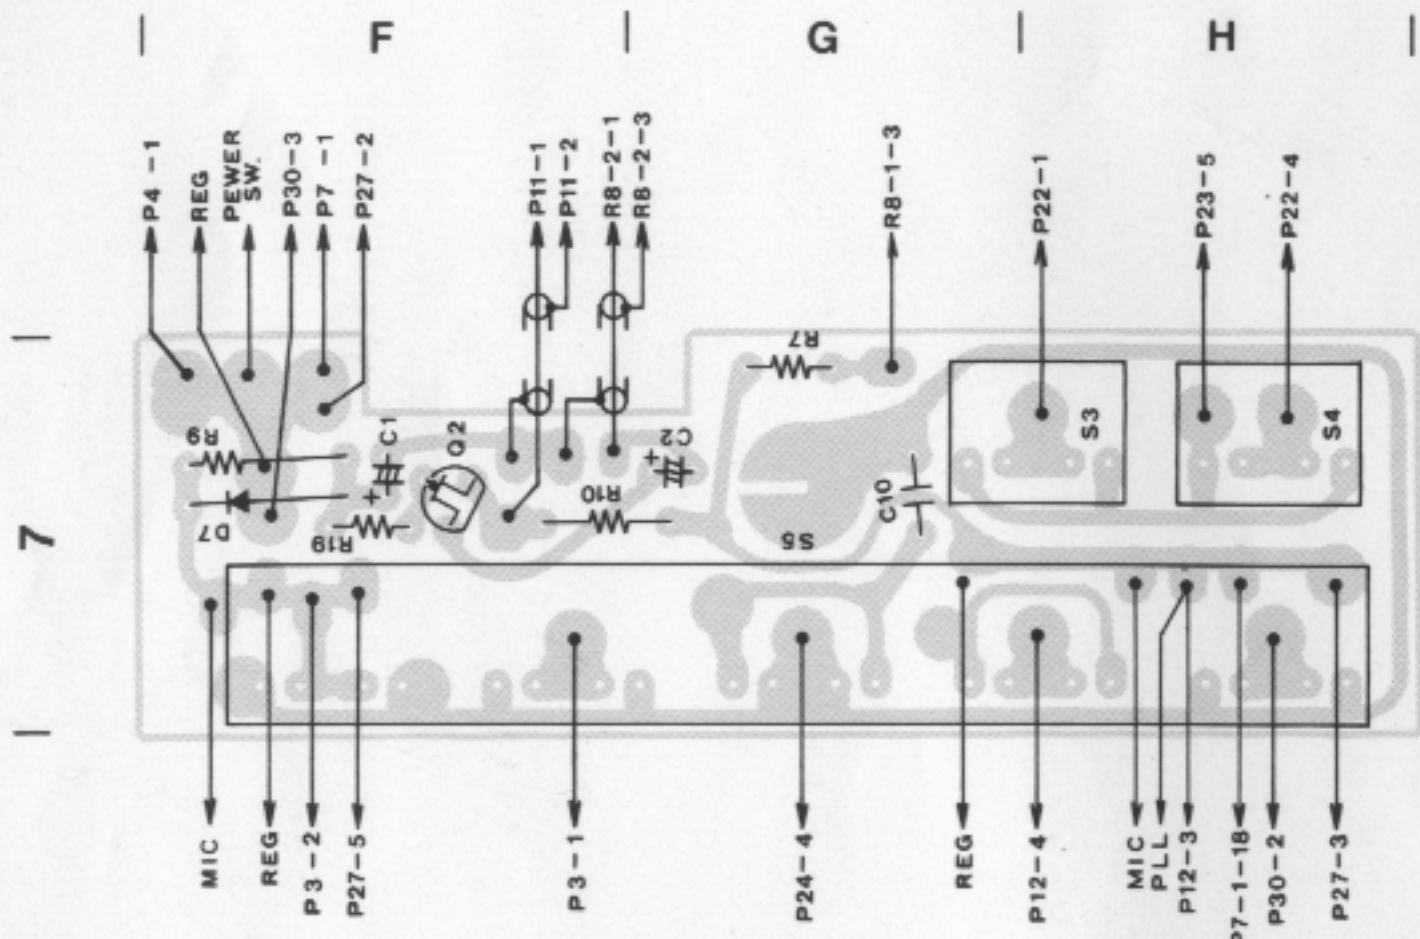 F
G
H
P4-1
REG
PEWER
SW.
P30-3
P7-1
P27-2
P11-1
P11-2
R8-2-1
R8-2-3
R8-1-3
P22-1
P23-5
P22-4
7
R7
R9
C1
Q2
C2
S3
S4
D7
R19
R10
C10
S5
MIC
REG
P3-2
P27-5
P3-1
P24-4
REG
P12-4
MIC
PLL
P12-3
P7-1-18
P30-2
P27-3